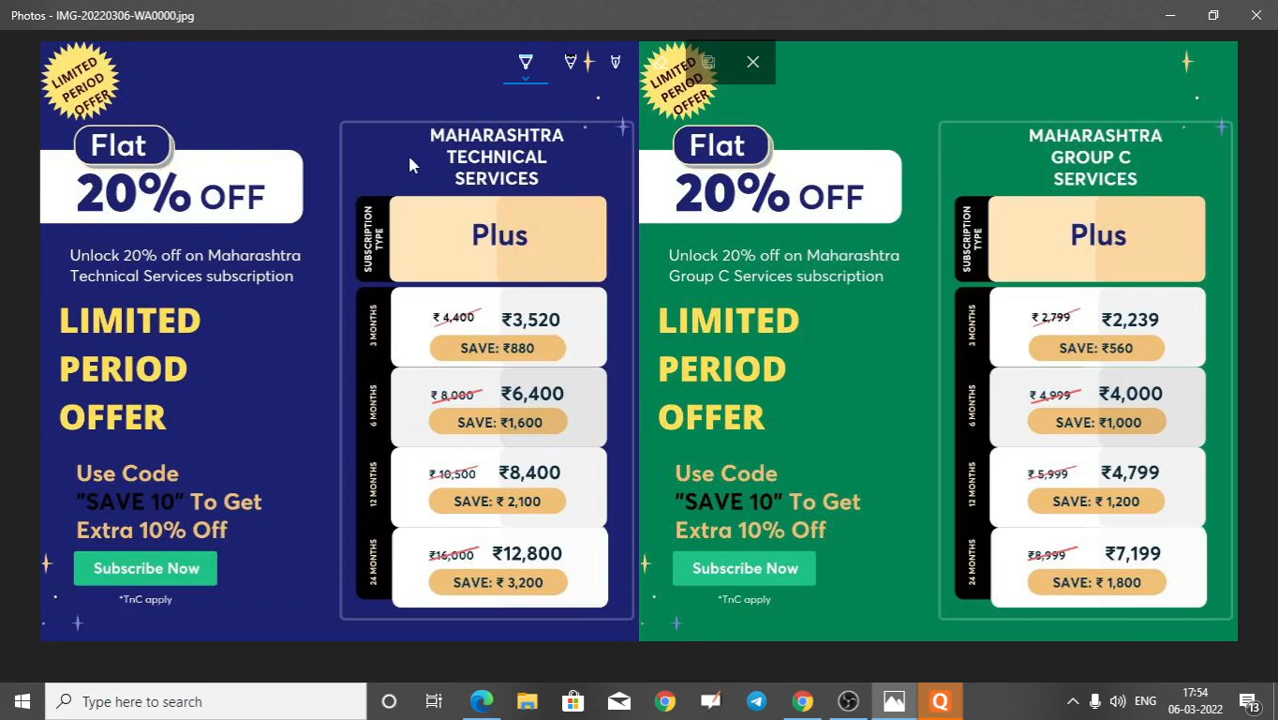 Photos - IMG-20220306-WA0000.jpg
LIMITED
PERIOD
OFFER
Flat
20% OFF
Unlock 20% off on Maharashtra
Technical Services subscription
LIMITED
PERIOD
OFFER
Use Code
"SAVE 10" To Get
Extra 10% Off
Subscribe Now
*TnC apply
MAHARASHTRA
TECHNICAL
SERVICES
SUBSCRIPTION
TYPE
Plus
3 MONTHS
₹ 4,400 ₹3,520
SAVE: ₹880
6 MONTHS
₹ 8,000 ₹6,400
SAVE: ₹1,600
12 MONTHS
₹ 10,500 ₹8,400
SAVE: ₹ 2,100
24 MONTHS
₹16,000 ₹12,800
SAVE: ₹ 3,200
LIMITED
PERIOD
OFFER
Flat
20% OFF
Unlock 20% off on Maharashtra
Group C Services subscription
LIMITED
PERIOD
OFFER
Use Code
"SAVE 10" To Get
Extra 10% Off
Subscribe Now
*TnC apply
MAHARASHTRA
GROUP C
SERVICES
SUBSCRIPTION
TYPE
Plus
3 MONTHS
₹ 2,799 ₹2,239
SAVE: ₹560
6 MONTHS
₹ 4,999 ₹4,000
SAVE: ₹1,000
12 MONTHS
₹ 5,999 ₹4,799
SAVE: ₹ 1,200
24 MONTHS
₹8,999 ₹7,199
SAVE: ₹ 1,800
Type here to search
Q
ENG
17:54
06-03-2022
13